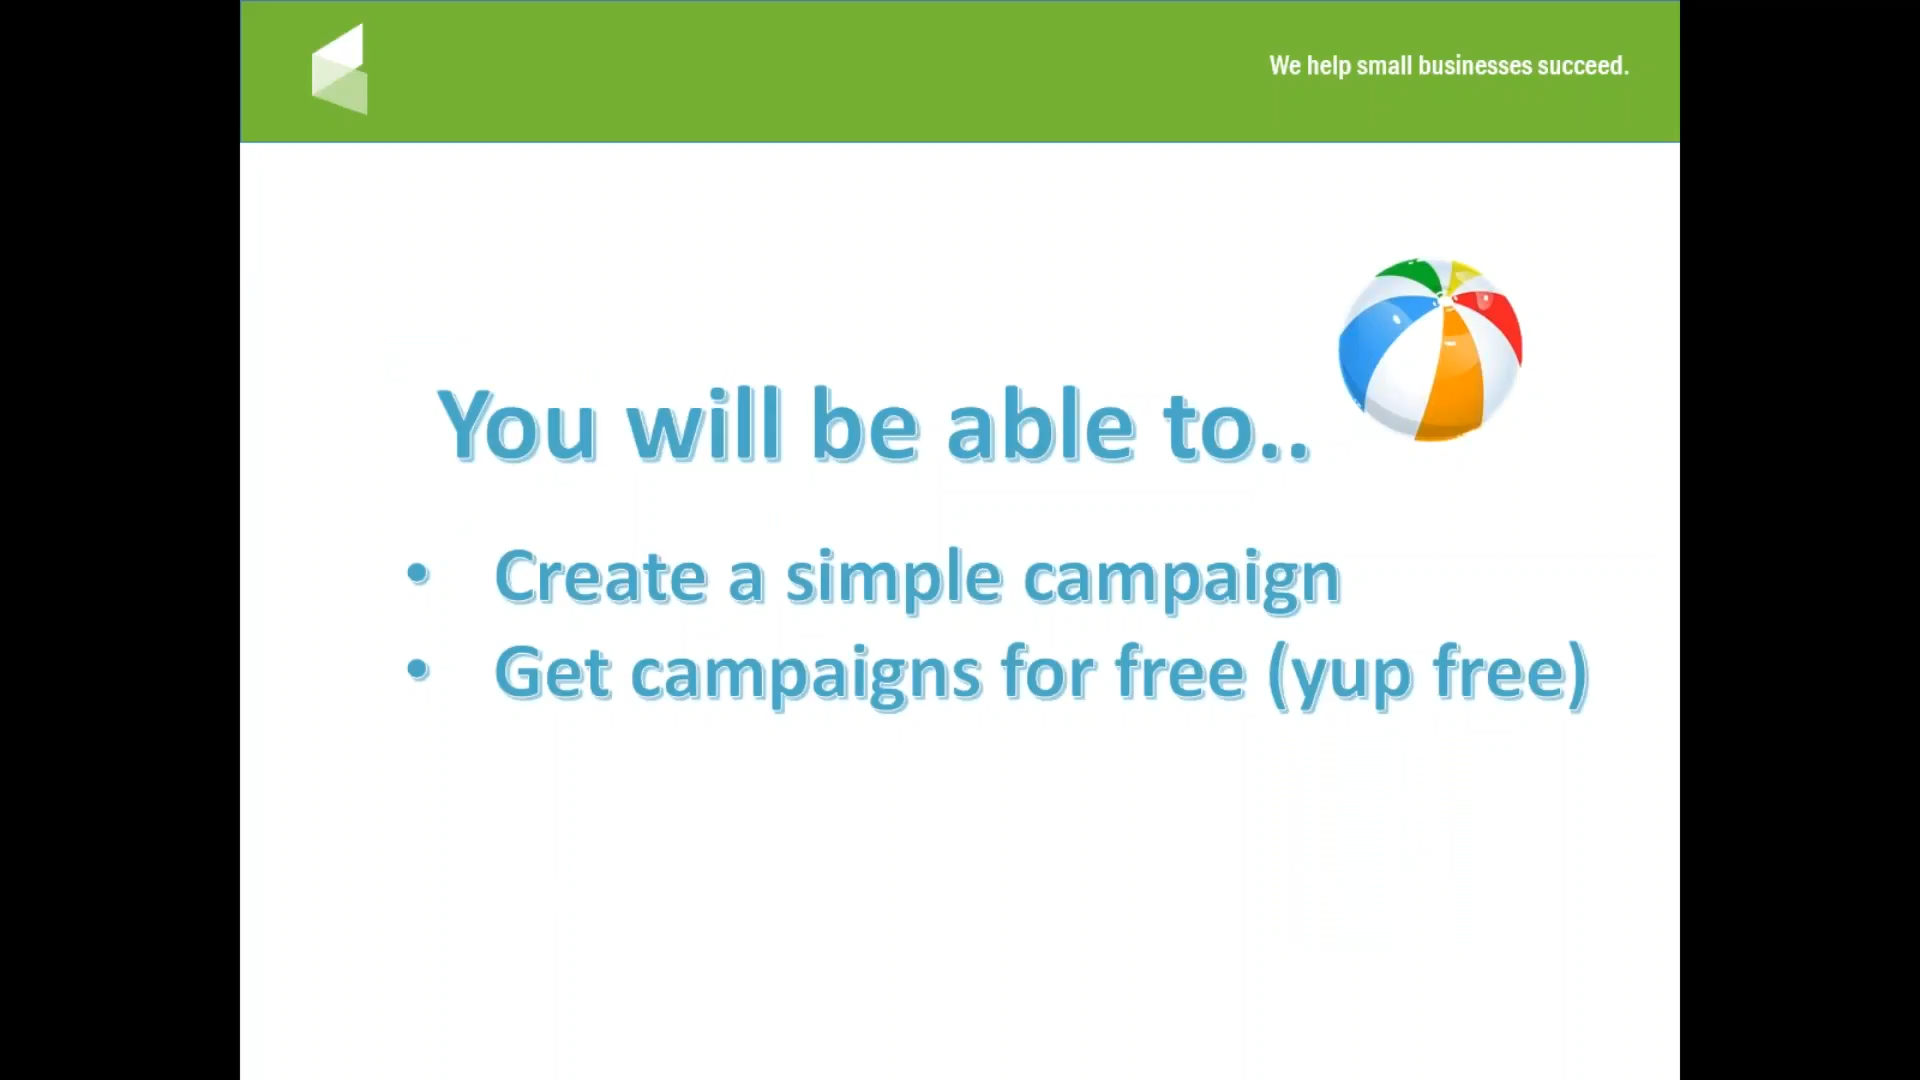 We help small businesses succeed.
You will be able to..
• Create a simple campaign
• Get campaigns for free (yup free)